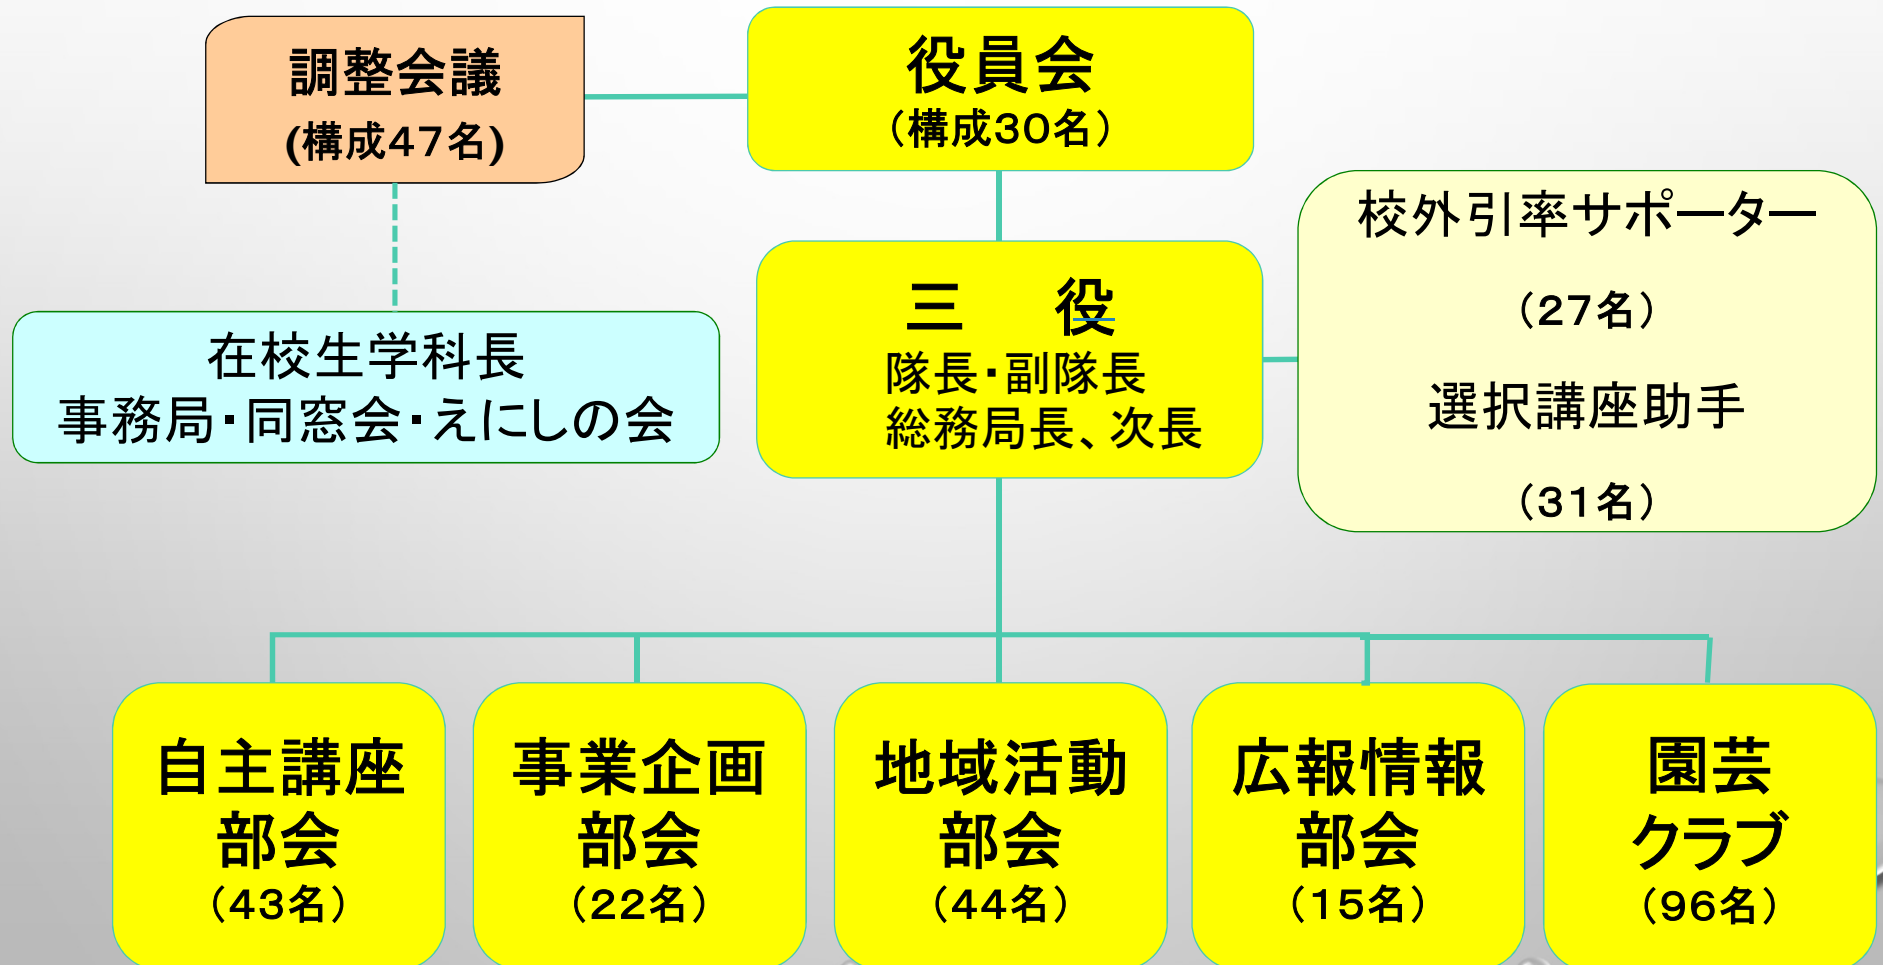 調整会議
(構成47名)
役員会
（構成30名）
校外引率サポーター
（27名）
選択講座助手
（31名）
三　役
隊長・副隊長
総務局長、次長
在校生学科長
事務局・同窓会・えにしの会
自主講座
部会
（43名）
事業企画
部会
（22名）
地域活動
部会
（44名）
広報情報
部会
（15名）
園芸
クラブ
（96名）